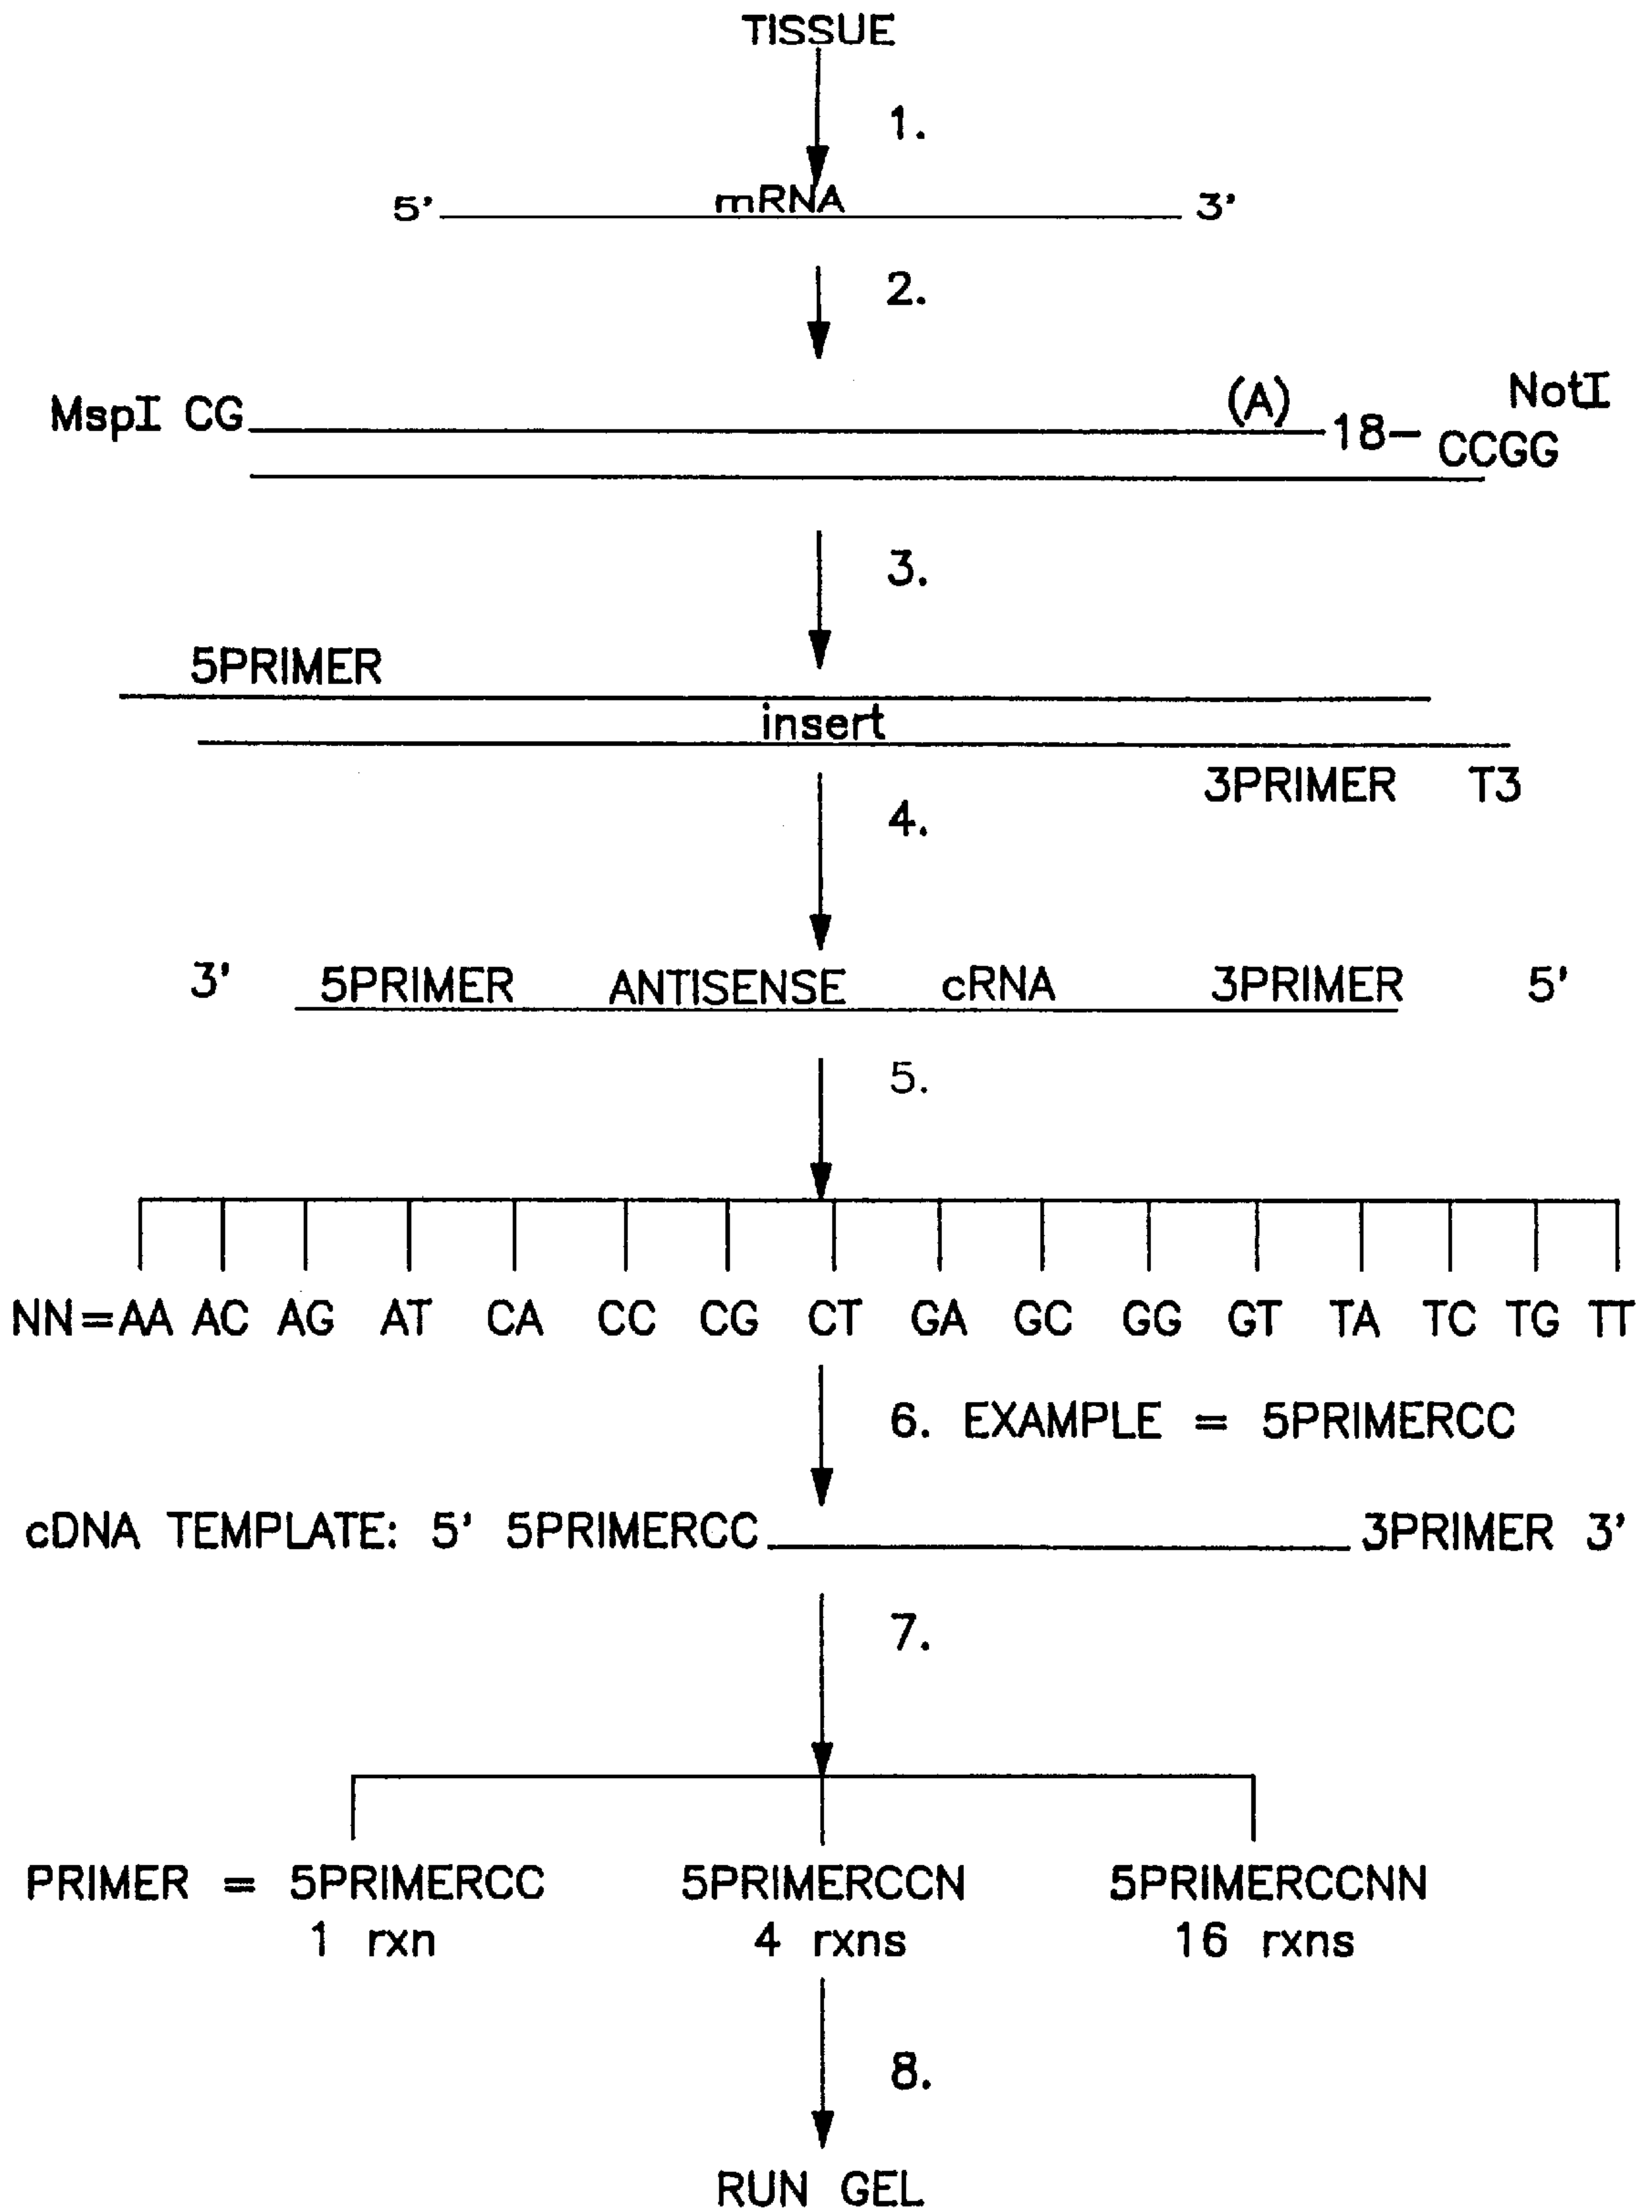 TISSUE
1.
5' mRNA 3'
2.
MspI CG (A) 18- NotI
CCGG
3.
5PRIMER
insert
3PRIMER T3
4.
3' 5PRIMER ANTISENSE cRNA 3PRIMER 5'
5.
NN=AA AC AG AT CA CC CG CT GA GC GG GT TA TC TG TT
6. EXAMPLE = 5PRIMERCC
cDNA TEMPLATE: 5' 5PRIMERCC 3PRIMER 3'
7.
PRIMER = 5PRIMERCC 5PRIMERCCN 5PRIMERCCNN
1 rxn 4 rxns 16 rxns
8.
RUN GEL